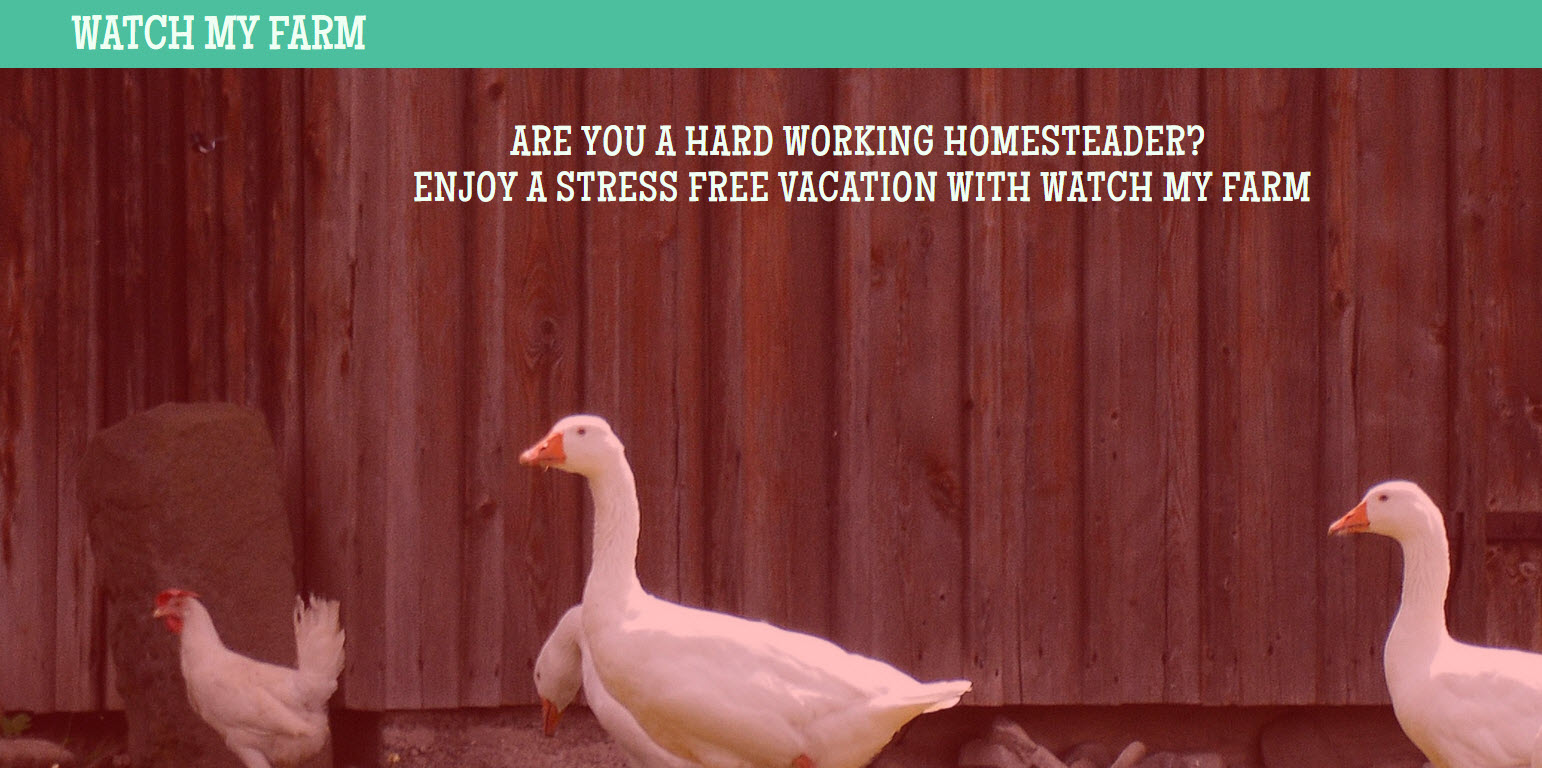 WATCH MY FARM
ARE YOU A HARD WORKING HOMESTEADER?
ENJOY A STRESS FREE VACATION WITH WATCH MY FARM